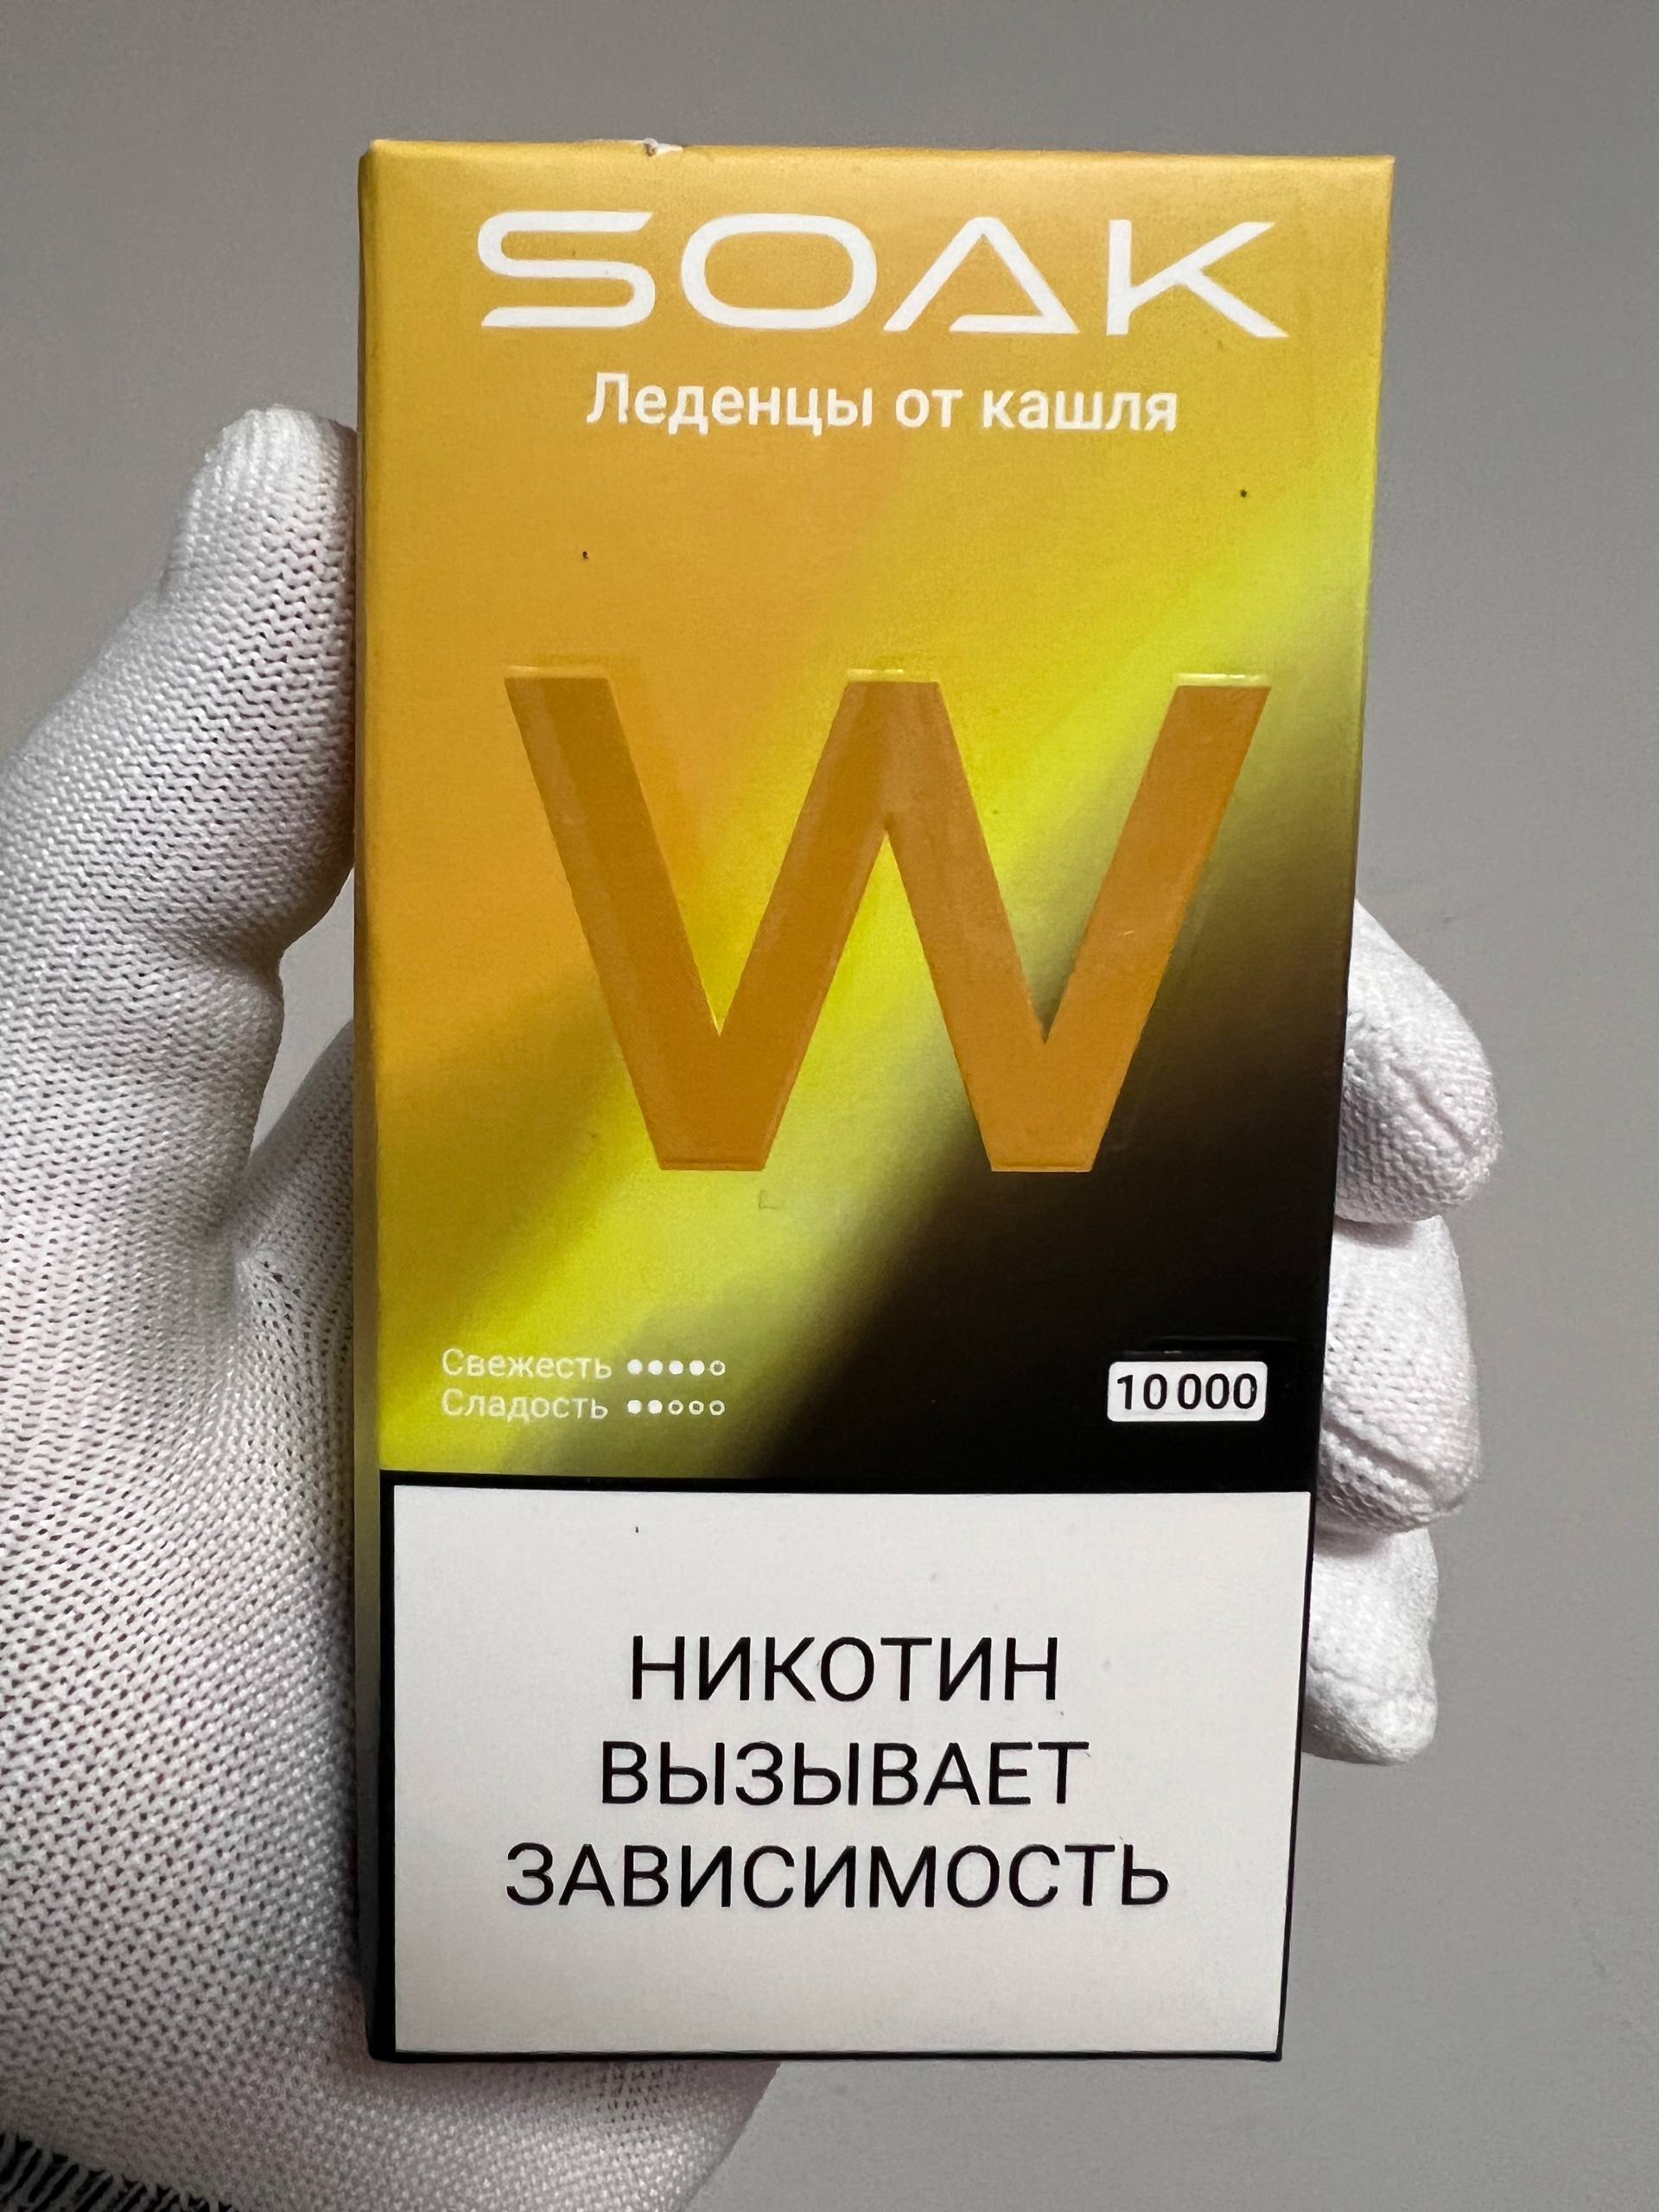 SOAK
Леденцы от кашля
W
Свежесть
Сладость
10 000
НИКОТИН
ВЫЗЫВАЕТ
ЗАВИСИМОСТЬ